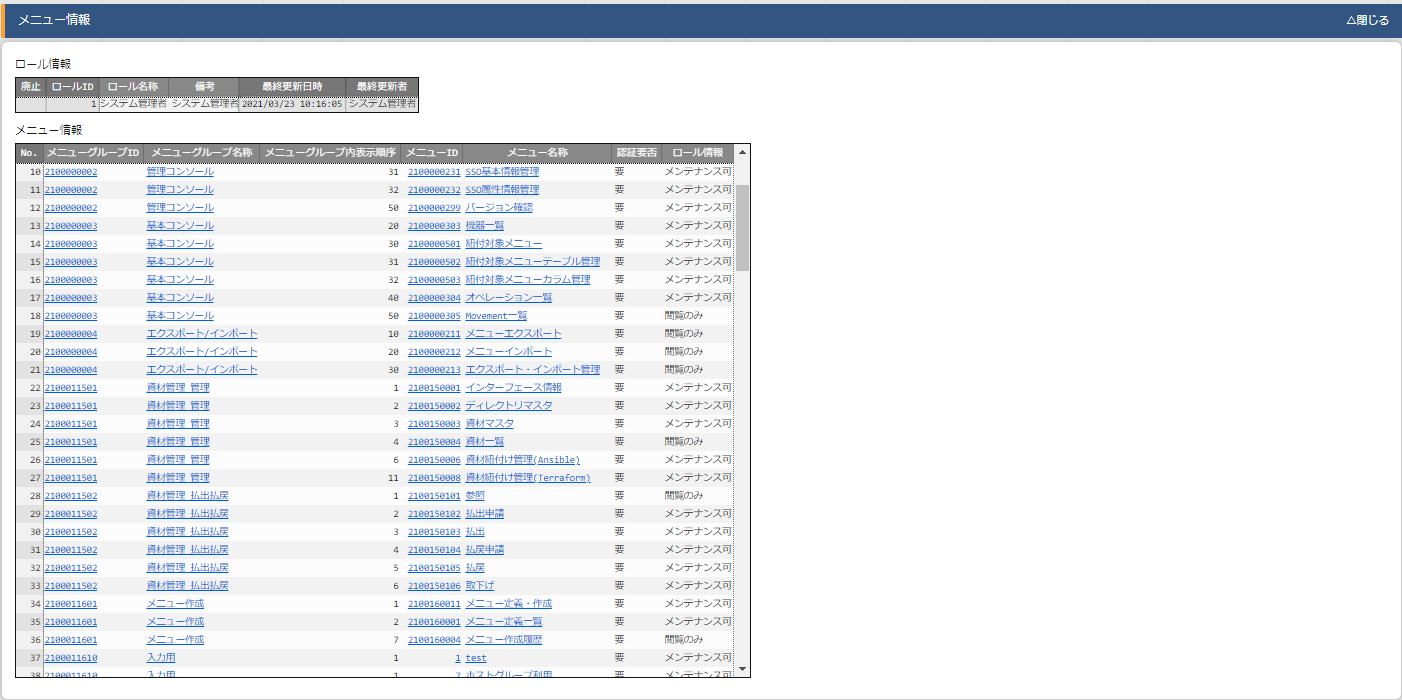 メニュー情報 △閉じる
ロール情報
廃止 ロールID ロール名称 備考 最終更新日時 最終更新者
1 システム管理者 システム管理者 2021/03/23 10:16:05 システム管理者
メニュー情報
No. メニューグループID メニューグループ名称 メニューグループ内表示順序 メニューID メニュー名称 認証要否 ロール情報
10 2100000002 管理コンソール 31 2100000231 SSO基本情報管理 要 メンテナンス可
11 2100000002 管理コンソール 32 2100000232 SSO属性情報管理 要 メンテナンス可
12 2100000002 管理コンソール 50 2100000299 バージョン確認 要 メンテナンス可
13 2100000003 基本コンソール 20 2100000303 機器一覧 要 メンテナンス可
14 2100000003 基本コンソール 30 2100000501 紐付対象メニュー 要 メンテナンス可
15 2100000003 基本コンソール 31 2100000502 紐付対象メニューテーブル管理 要 メンテナンス可
16 2100000003 基本コンソール 32 2100000503 紐付対象メニューカラム管理 要 メンテナンス可
17 2100000003 基本コンソール 40 2100000304 オペレーション一覧 要 メンテナンス可
18 2100000003 基本コンソール 50 2100000305 Movement一覧 要 閲覧のみ
19 2100000004 エクスポート/インポート 10 2100000211 メニューエクスポート 要 閲覧のみ
20 2100000004 エクスポート/インポート 20 2100000212 メニューインポート 要 閲覧のみ
21 2100000004 エクスポート/インポート 30 2100000213 エクスポート・インポート管理 要 閲覧のみ
22 2100011501 資材管理 管理 1 2100150001 インターフェース情報 要 メンテナンス可
23 2100011501 資材管理 管理 2 2100150002 ディレクトリマスタ 要 メンテナンス可
24 2100011501 資材管理 管理 3 2100150003 資材マスタ 要 メンテナンス可
25 2100011501 資材管理 管理 4 2100150004 資材一覧 要 閲覧のみ
26 2100011501 資材管理 管理 6 2100150006 資材紐付け管理(Ansible) 要 メンテナンス可
27 2100011501 資材管理 管理 11 2100150008 資材紐付け管理(Terraform) 要 メンテナンス可
28 2100011502 資材管理 払出払戻 1 2100150101 参照 要 閲覧のみ
29 2100011502 資材管理 払出払戻 2 2100150102 払出申請 要 メンテナンス可
30 2100011502 資材管理 払出払戻 3 2100150103 払出 要 メンテナンス可
31 2100011502 資材管理 払出払戻 4 2100150104 払戻申請 要 メンテナンス可
32 2100011502 資材管理 払出払戻 5 2100150105 払戻 要 メンテナンス可
33 2100011502 資材管理 払出払戻 6 2100150106 取下げ 要 メンテナンス可
34 2100011601 メニュー作成 1 2100160011 メニュー定義・作成 要 メンテナンス可
35 2100011601 メニュー作成 2 2100160001 メニュー定義一覧 要 メンテナンス可
36 2100011601 メニュー作成 7 2100160004 メニュー作成履歴 要 閲覧のみ
37 2100011610 入力用 1 1 test 要 メンテナンス可
38 2100011610 入力用 1 7 ホストグループ利用 要 メンテナンス可